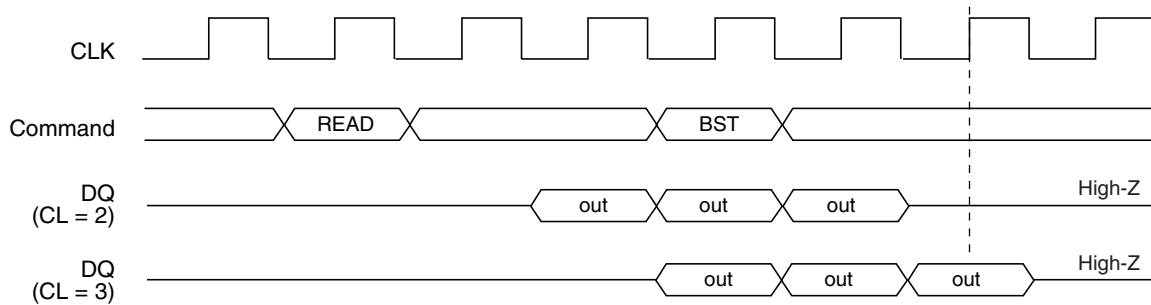 CLK
Command READ BST
DQ
(CL = 2) out out out High-Z
DQ
(CL = 3) out out out High-Z